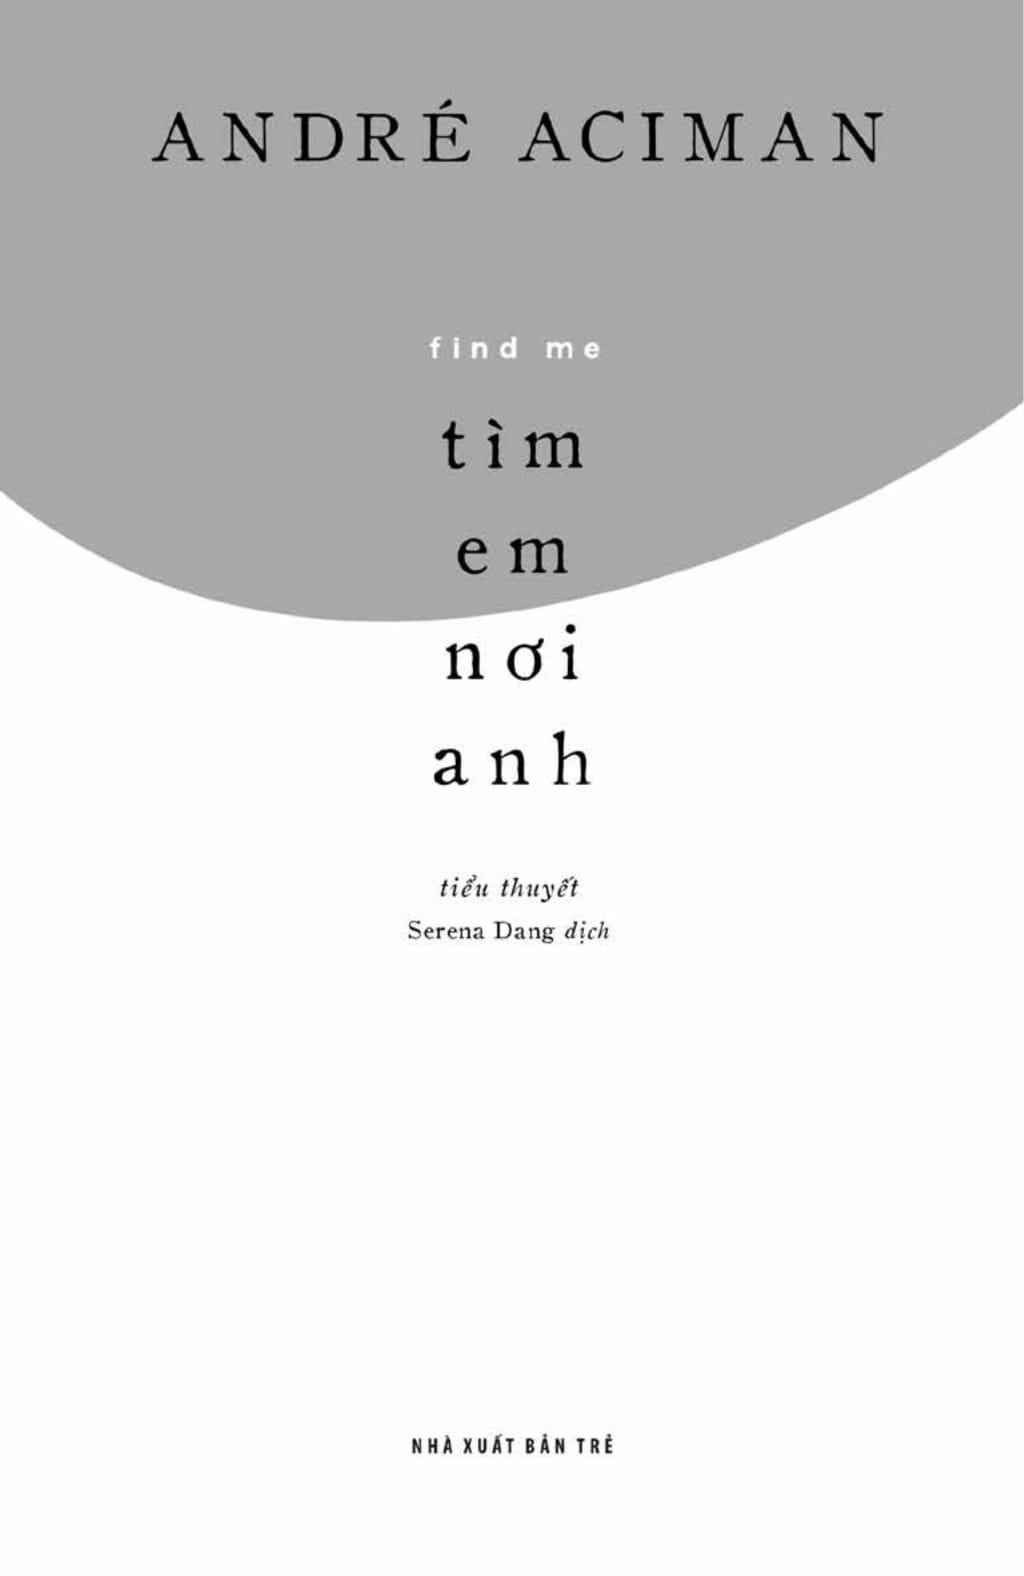 ANDRÉ ACIMAN
find me
tìm
em
nơi
anh
tiểu thuyết
Serena Dang dịch
NHÀ XUẤT BẢN TRẺ